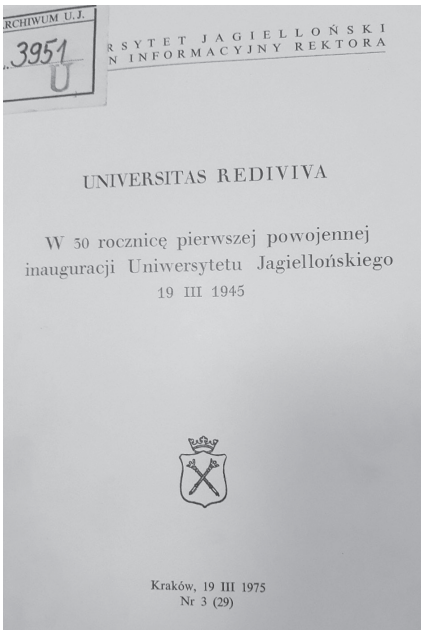 ARCHIWUM U.J.
3951
U
JAGIELLOŃSKI
INFORMACYJNY REKTORA
UNIVERSITAS REDIVIVA
W 30 rocznicę pierwszej powojennej
inauguracji Uniwersytetu Jagiellońskiego
19 III 1945
Kraków, 19 III 1975
Nr 3 (29)